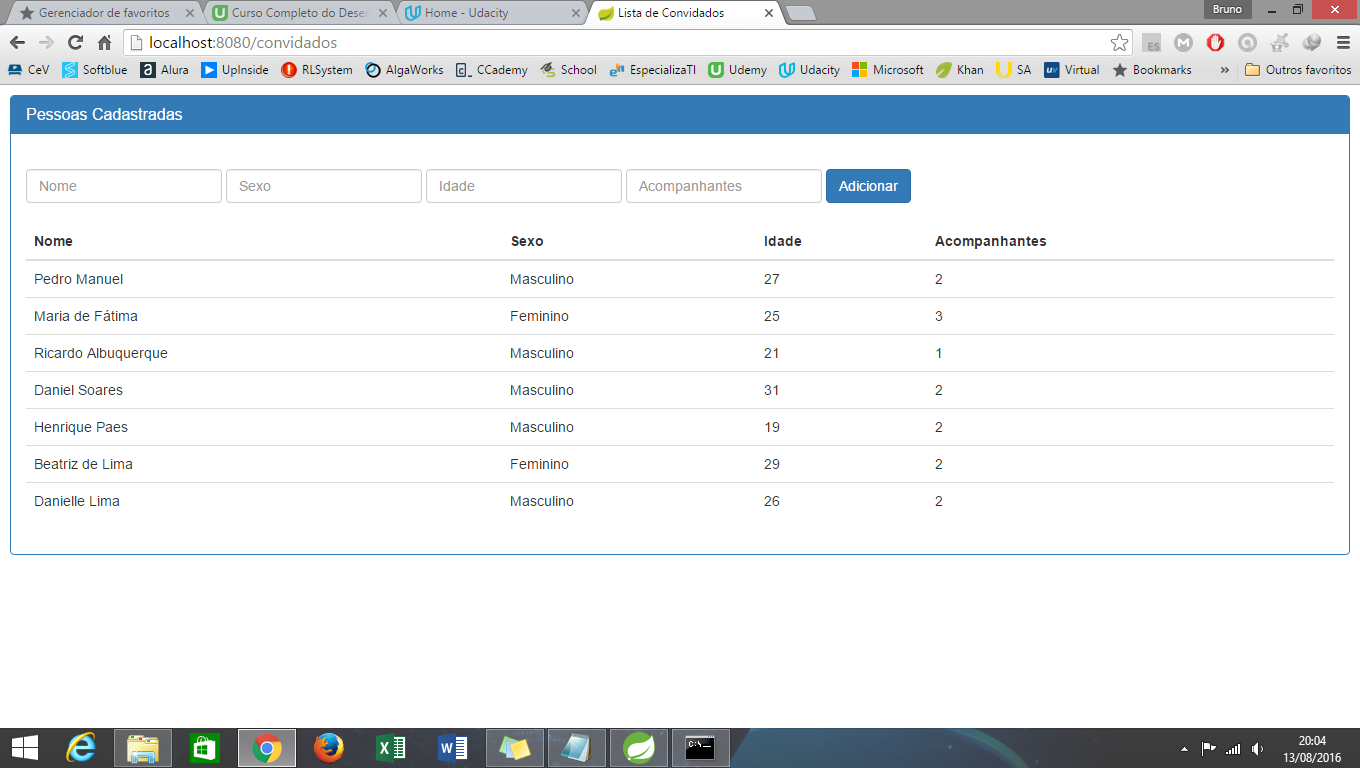 Gerenciador de favoritos Curso Completo do Deser Home - Udacity Lista de Convidados Bruno
localhost:8080/convidados ES
CeV Softblue Alura UpInside RLSystem AlgaWorks CCademy School EspecializaTI Udemy Udacity Microsoft Khan SA Virtual Bookmarks » Outros favoritos
Pessoas Cadastradas
Nome Sexo Idade Acompanhantes Adicionar
Nome Sexo Idade Acompanhantes
Pedro Manuel Masculino 27 2
Maria de Fátima Feminino 25 3
Ricardo Albuquerque Masculino 21 1
Daniel Soares Masculino 31 2
Henrique Paes Masculino 19 2
Beatriz de Lima Feminino 29 2
Danielle Lima Masculino 26 2
20:04
13/08/2016